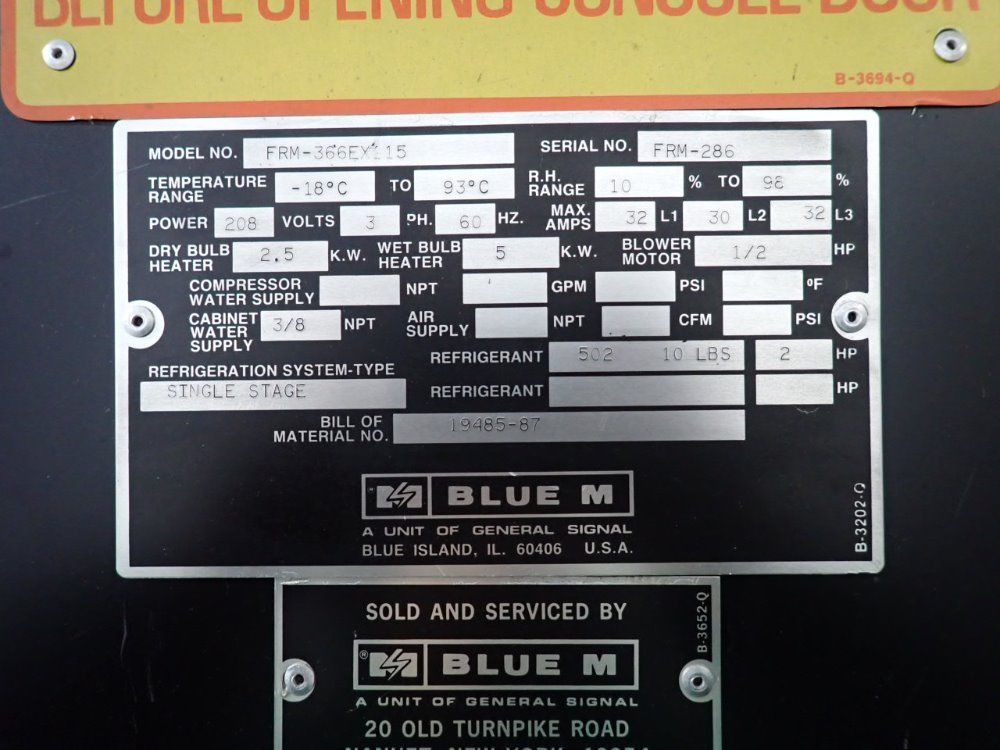 BEFORE OPENING CONSOLE DOOR
B-3694-Q
MODEL NO. FRM-366EX115 SERIAL NO. FRM-286
TEMPERATURE RANGE -18°C TO 93°C R.H. RANGE 10 % TO 98 %
POWER 208 VOLTS 3 PH. 60 HZ. MAX. AMPS 32 L1 30 L2 32 L3
DRY BULB HEATER 2.5 K.W. WET BULB HEATER 5 K.W. BLOWER MOTOR 1/2 HP
COMPRESSOR WATER SUPPLY NPT GPM PSI °F
CABINET WATER SUPPLY 3/8 NPT AIR SUPPLY NPT CFM PSI
REFRIGERANT 502 10 LBS 2 HP
REFRIGERATION SYSTEM-TYPE
SINGLE STAGE REFRIGERANT HP
BILL OF MATERIAL NO. 19485-87
BLUE M
A UNIT OF GENERAL SIGNAL
BLUE ISLAND, IL. 60406 U.S.A.
B-3202-Q
SOLD AND SERVICED BY
B-3652-Q
® BLUE M
A UNIT OF GENERAL SIGNAL
20 OLD TURNPIKE ROAD